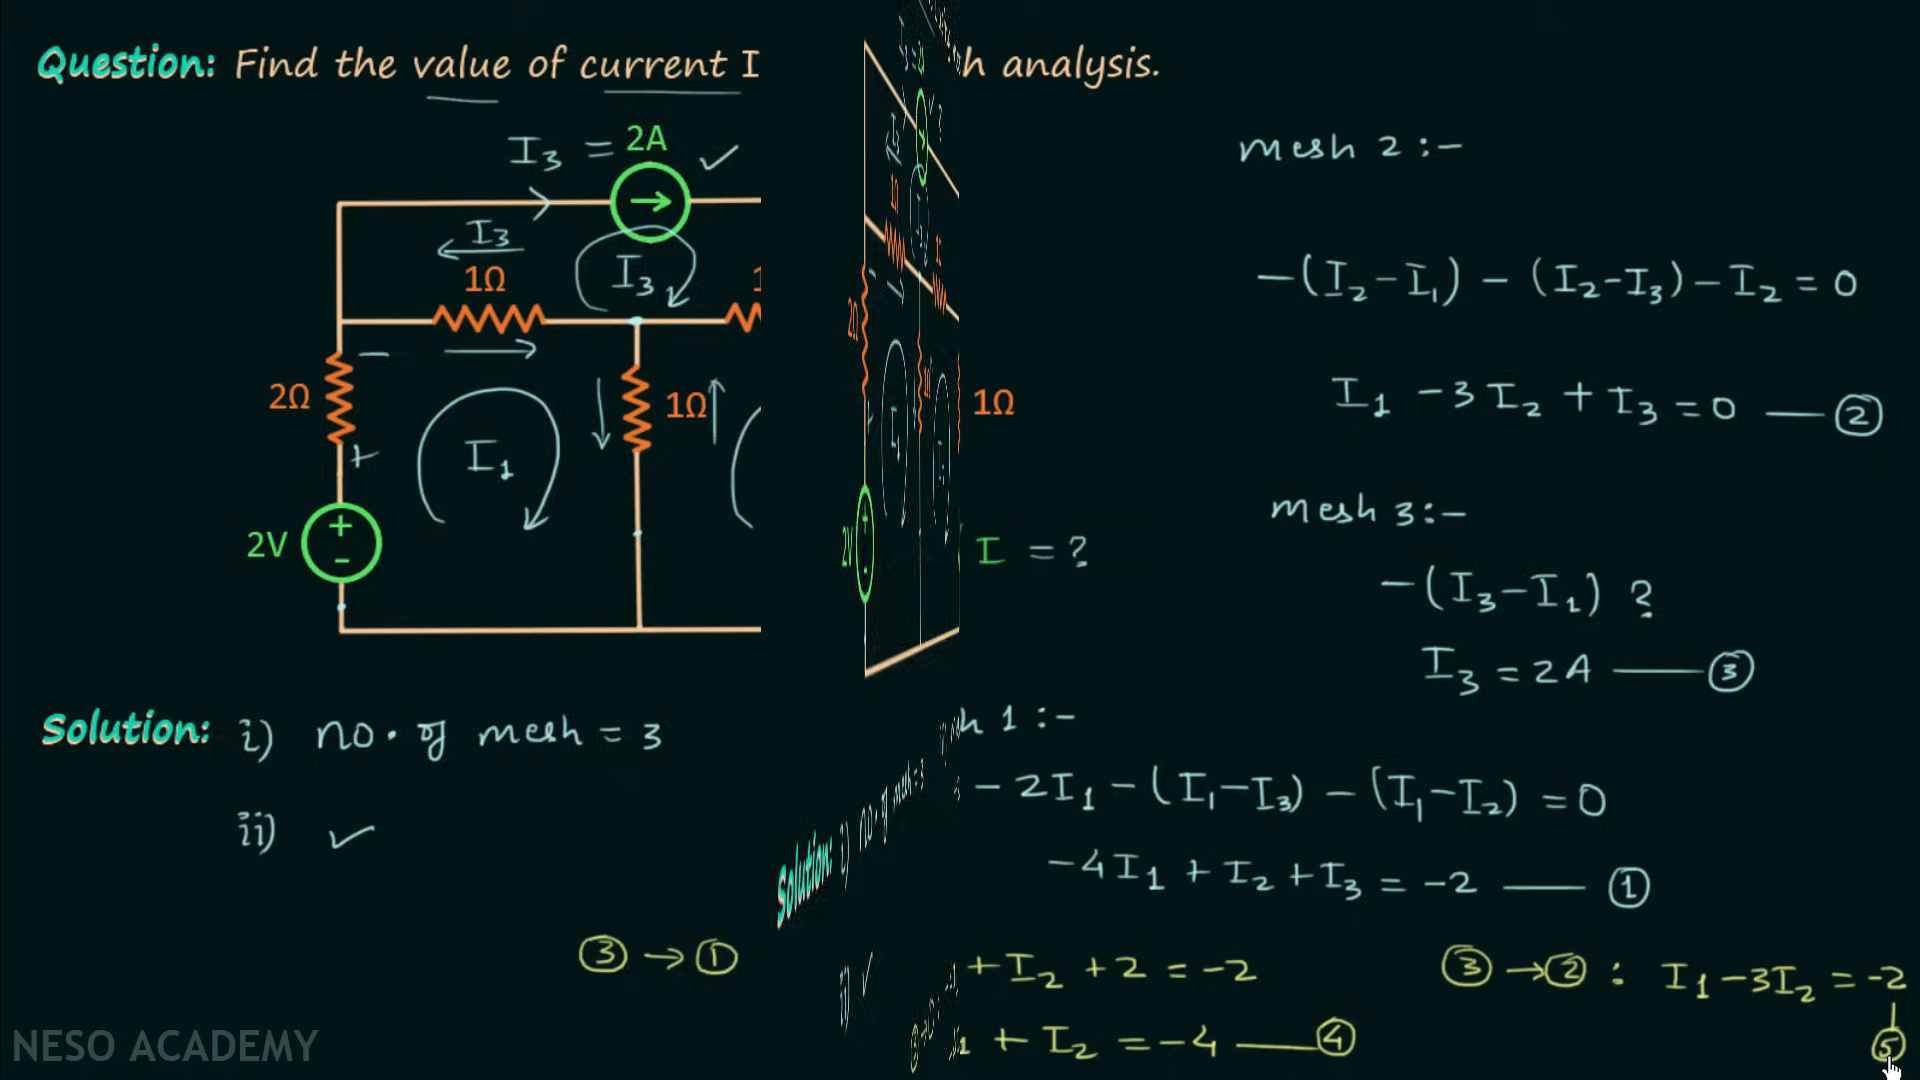 Question: Find the value of current I h analysis.
I3 = 2A
mesh 2 :-
I3
1Ω
I3
-(I2-I1) - (I2-I3) - I2 = 0
2Ω
1Ω
1Ω
I1 - 3I2 + I3 = 0 — 2
I1
mesh 3:-
2V
I = ?
-(I3-I1) ?
I3 = 2A — 3
Solution: i) no. of mesh = 3
h 1 :-
- 2I1 - (I1-I3) - (I1-I2) = 0
ii) ✓
-4I1 + I2 + I3 = -2 — 1
3 → 1
+I2 + 2 = -2
3 → 2 : I1 - 3I2 = -2
1 + I2 = -4 — 4
5
NESO ACADEMY